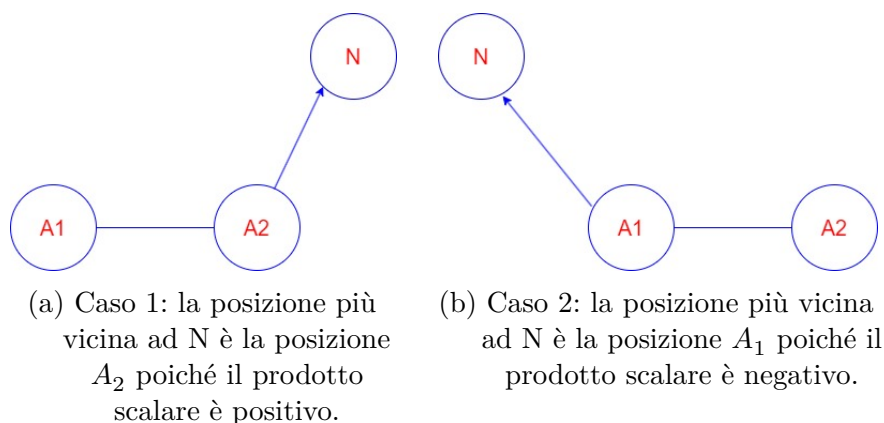 N
A1
A2
(a) Caso 1: la posizione più
vicina ad N è la posizione
A₂ poiché il prodotto
scalare è positivo.
N
A1
A2
(b) Caso 2: la posizione più vicina
ad N è la posizione A₁ poiché il
prodotto scalare è negativo.